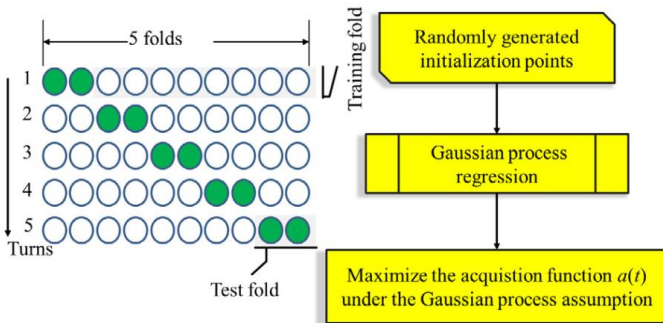 5 folds
1
2
3
4
5
Turns
Test fold
Training fold
Randomly generated
initialization points
Gaussian process
regression
Maximize the acquistion function a(t)
under the Gaussian process assumption